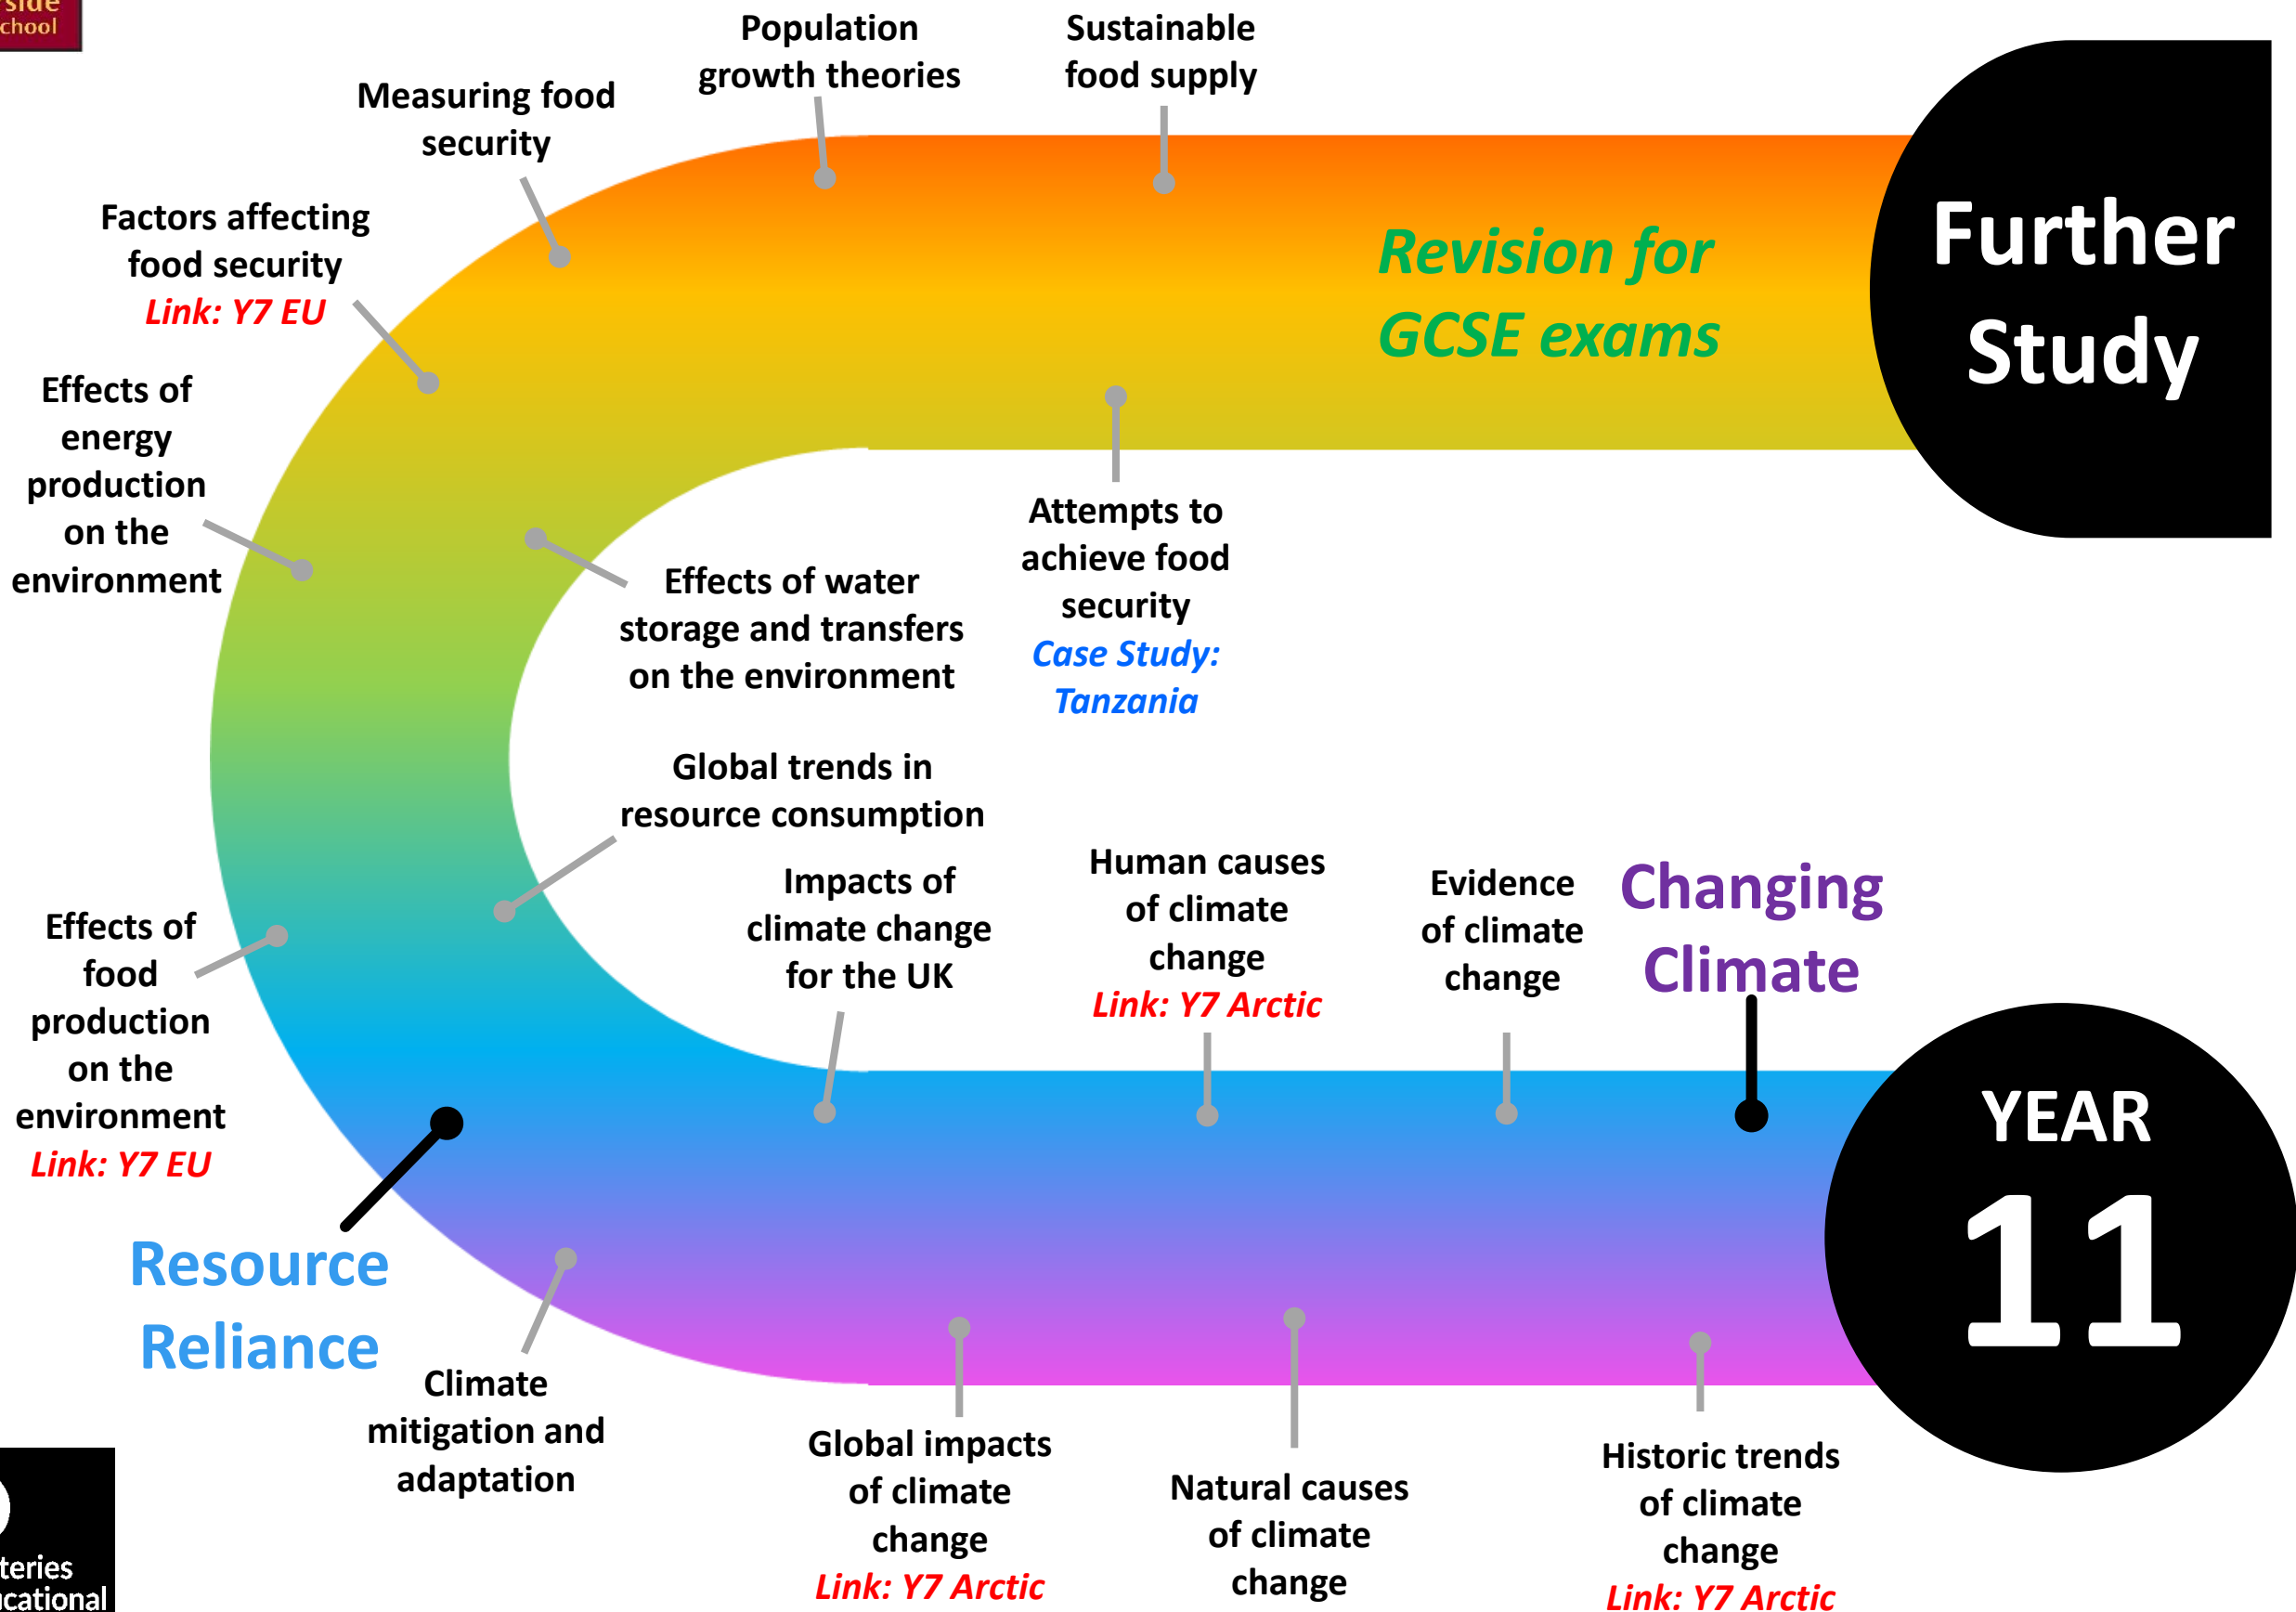 Population
growth theories
Sustainable
food supply
Measuring food
security
Factors affecting
food security
Link: Y7 EU
Revision for
GCSE exams
Further
Study
Effects of
energy
production
on the
environment
Effects of water
storage and transfers
on the environment
Attempts to
achieve food
security
Case Study:
Tanzania
Global trends in
resource consumption
Effects of
food
production
on the
environment
Link: Y7 EU
Impacts of
climate change
for the UK
Human causes
of climate
change
Link: Y7 Arctic
Evidence
of climate
change
Changing
Climate
YEAR
11
Resource
Reliance
Climate
mitigation and
adaptation
Global impacts
of climate
change
Link: Y7 Arctic
Natural causes
of climate
change
Historic trends
of climate
change
Link: Y7 Arctic